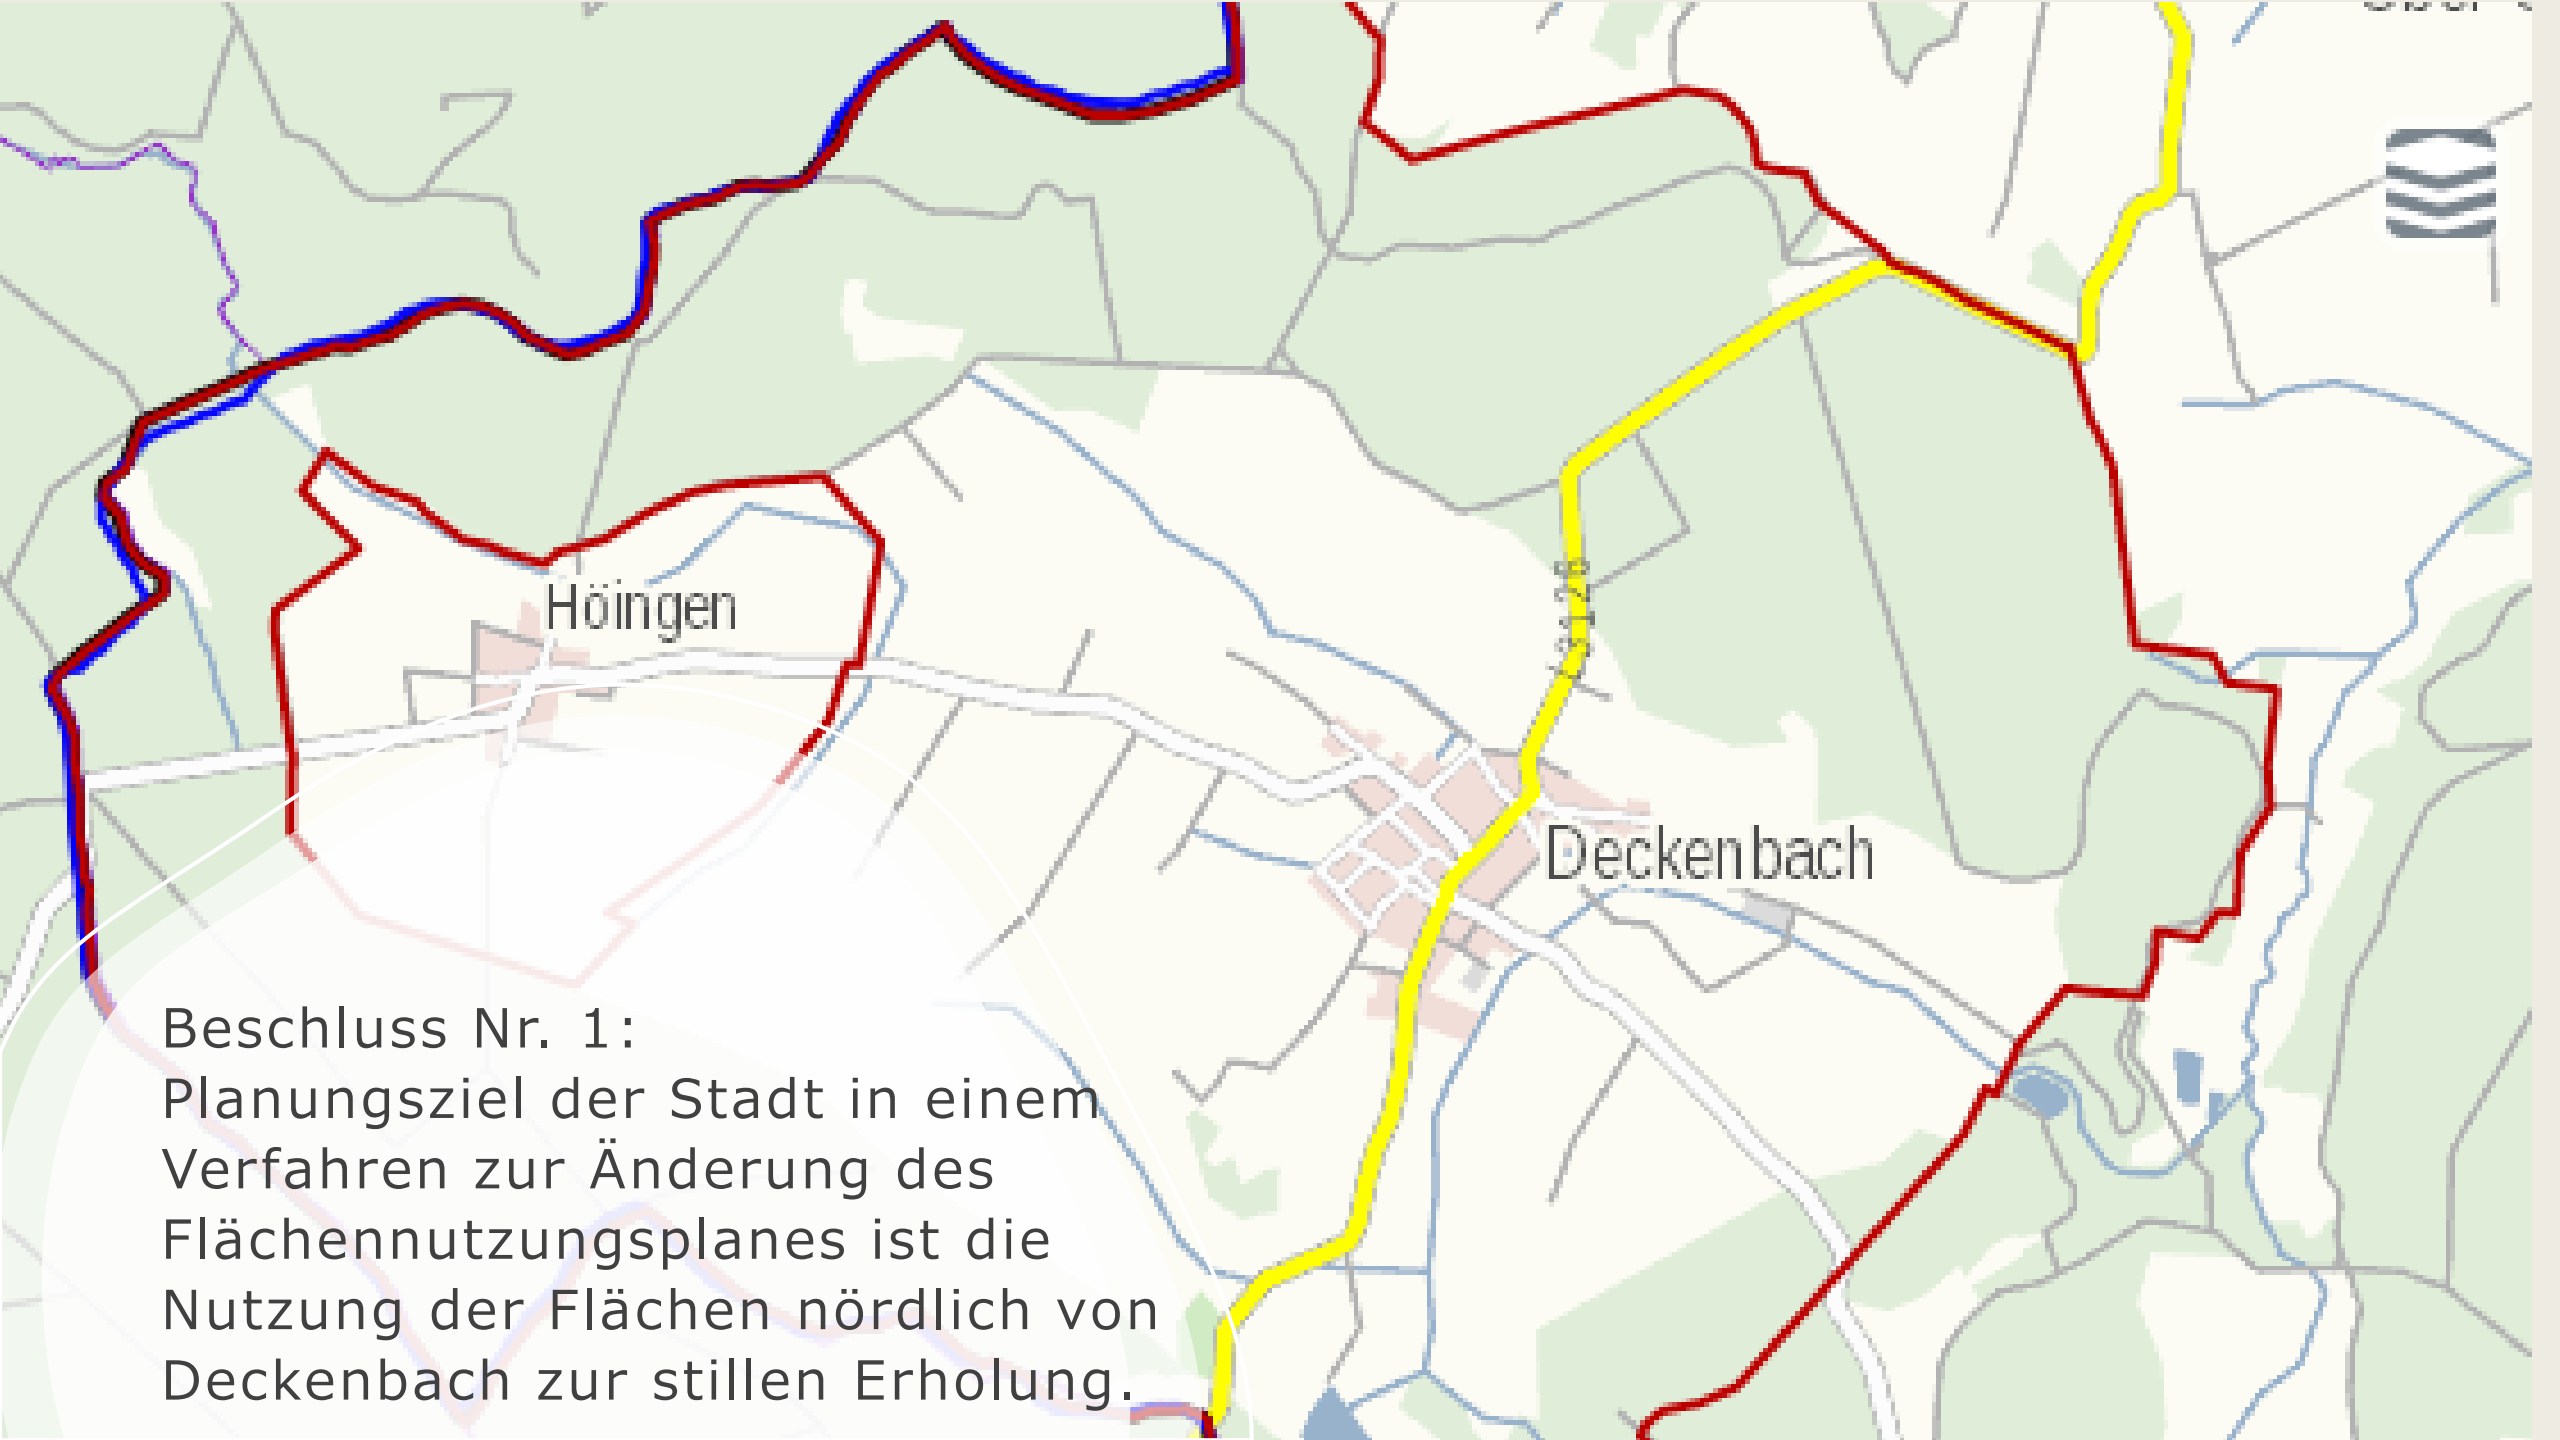 Höingen
L3126
Deckenbach
Beschluss Nr. 1:
Planungsziel der Stadt in einem
Verfahren zur Änderung des
Flächennutzungsplanes ist die
Nutzung der Flächen nördlich von
Deckenbach zur stillen Erholung.